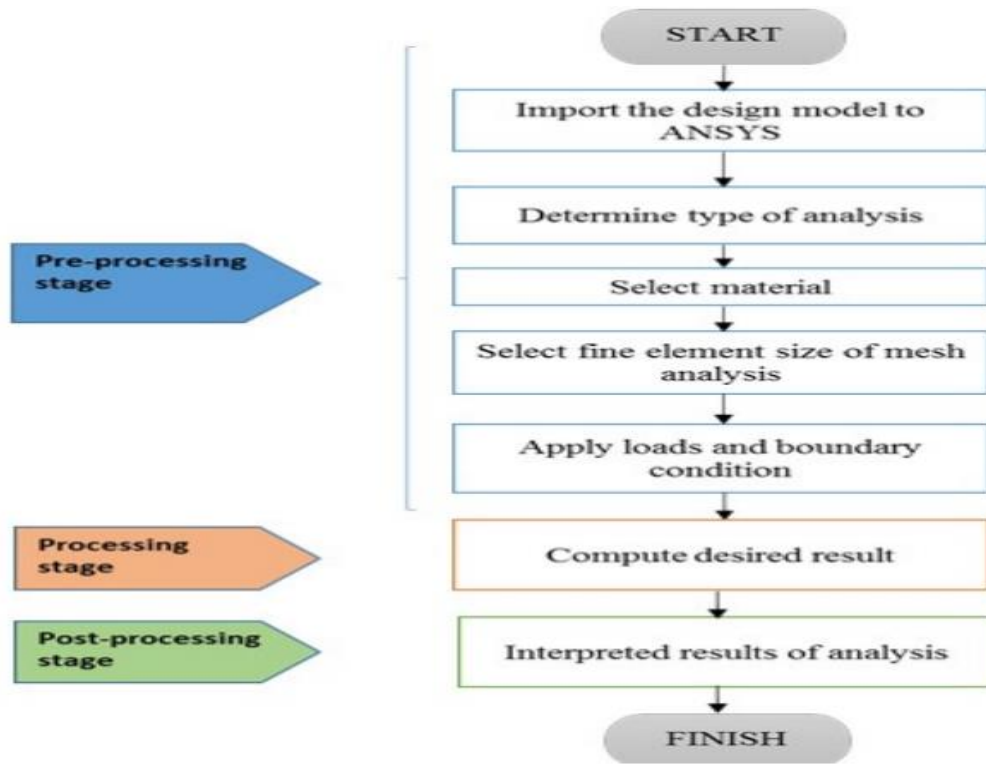 START
Import the design model to
ANSYS
Determine type of analysis
Pre-processing
stage
Select material
Select fine element size of mesh
analysis
Apply loads and boundary
condition
Processing
stage
Compute desired result
Post-processing
stage
Interpreted results of analysis
FINISH